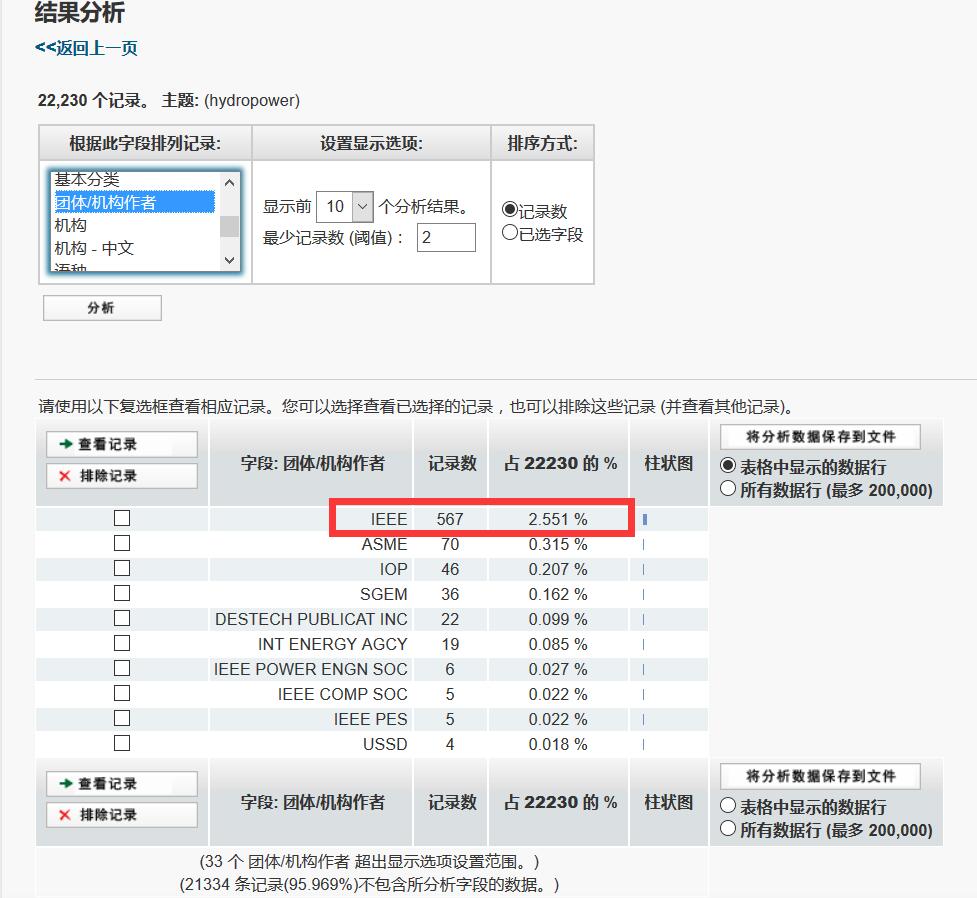 结果分析
<<返回上一页
22,230 个记录。 主题: (hydropower)
根据此字段排列记录: 设置显示选项: 排序方式:
基本分类
团体/机构作者
机构
机构 - 中文
语种
显示前 10 个分析结果。
最少记录数 (阈值)： 2
记录数
已选字段
分析
请使用以下复选框查看相应记录。您可以选择查看已选择的记录，也可以排除这些记录 (并查看其他记录)。
查看记录
排除记录
字段: 团体/机构作者 记录数 占 22230 的 % 柱状图
将分析数据保存到文件
表格中显示的数据行
所有数据行 (最多 200,000)
IEEE 567 2.551 %
ASME 70 0.315 %
IOP 46 0.207 %
SGEM 36 0.162 %
DESTECH PUBLICAT INC 22 0.099 %
INT ENERGY AGCY 19 0.085 %
IEEE POWER ENGN SOC 6 0.027 %
IEEE COMP SOC 5 0.022 %
IEEE PES 5 0.022 %
USSD 4 0.018 %
查看记录
排除记录
字段: 团体/机构作者 记录数 占 22230 的 % 柱状图
将分析数据保存到文件
表格中显示的数据行
所有数据行 (最多 200,000)
(33 个 团体/机构作者 超出显示选项设置范围。)
(21334 条记录(95.969%)不包含所分析字段的数据。)